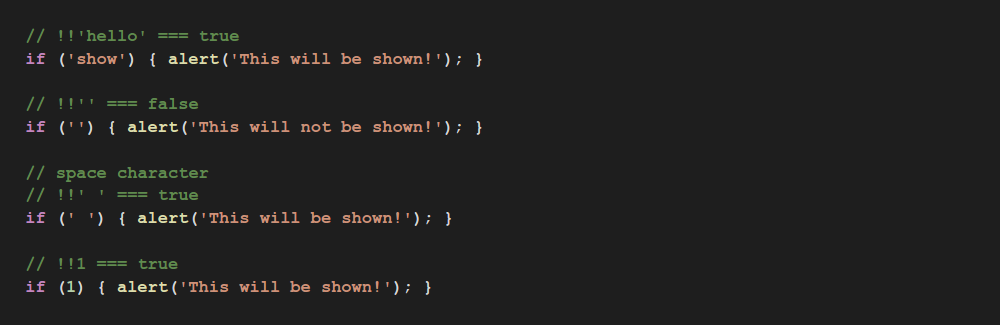 // !!'hello' === true
if ('show') { alert('This will be shown!'); }
// !!'' === false
if ('') { alert('This will not be shown!'); }
// space character
// !!' ' === true
if (' ') { alert('This will be shown!'); }
// !!1 === true
if (1) { alert('This will be shown!'); }